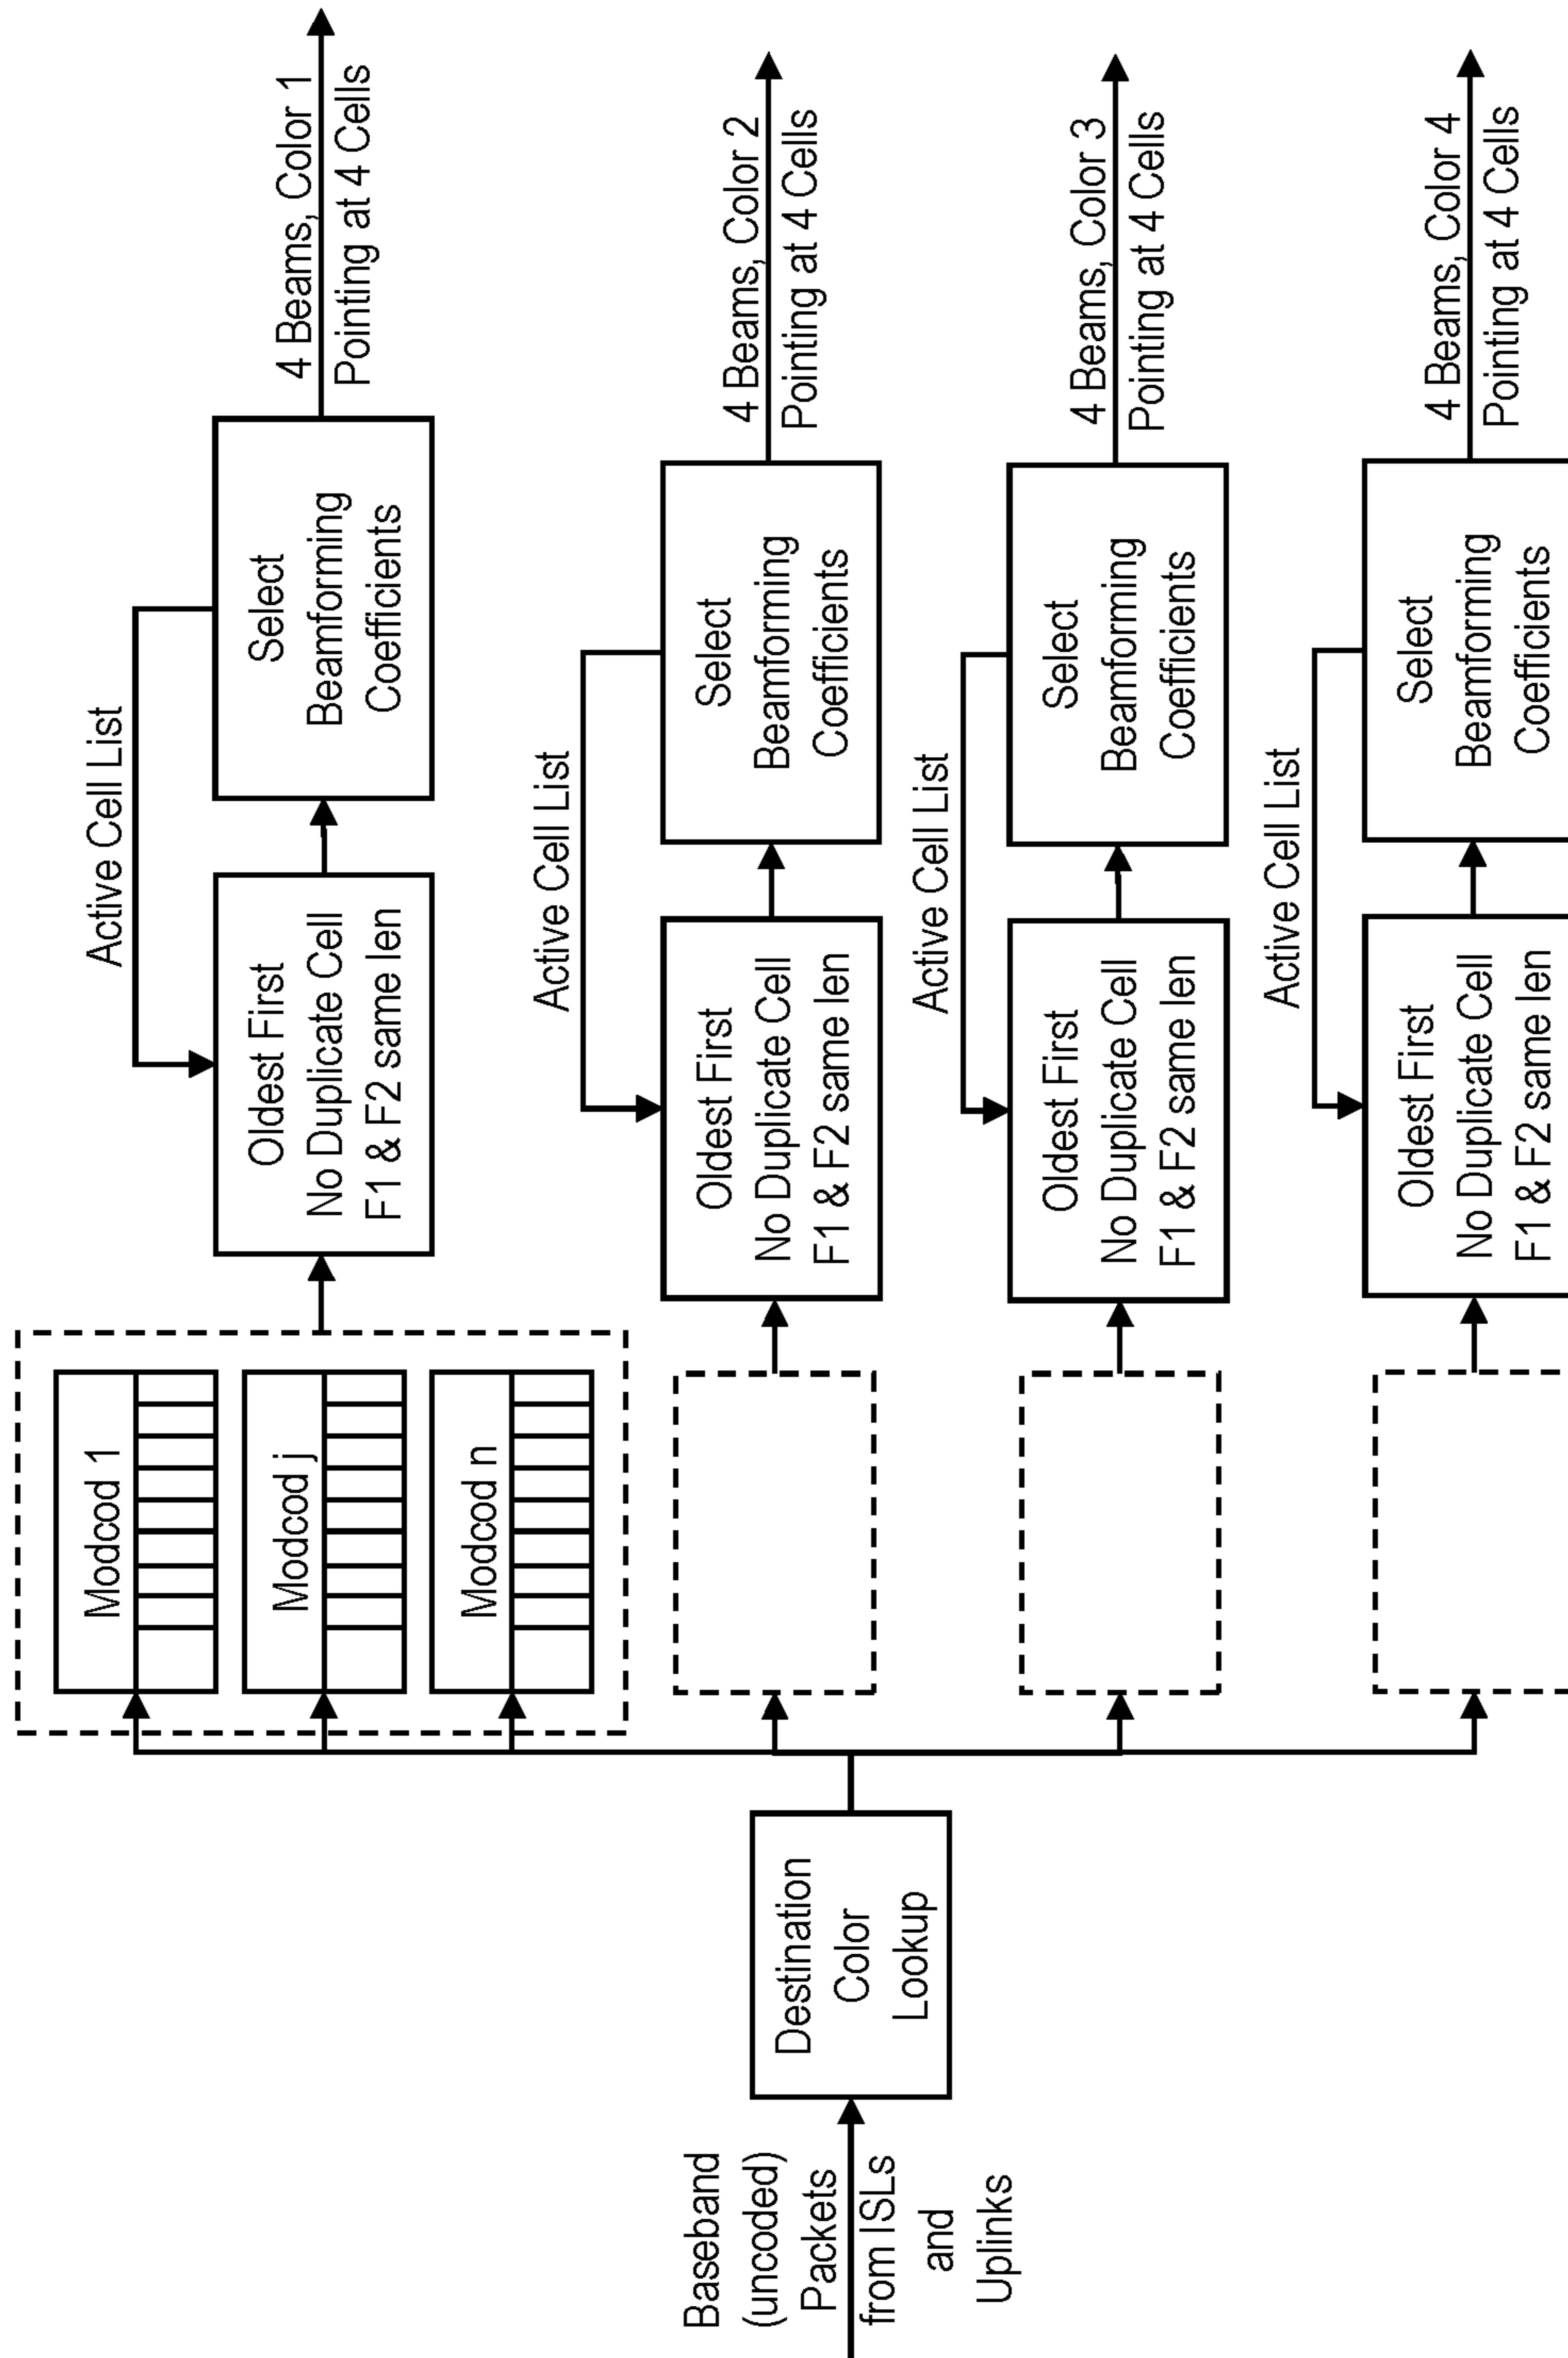 Baseband
(uncoded)
Packets
from ISLs
and
Uplinks
Destination
Color
Lookup
Modcod 1
Modcod j
Modcod n
Active Cell List
Oldest First
No Duplicate Cell
F1 & F2 same len
Select
Beamforming
Coefficients
4 Beams, Color 1
Pointing at 4 Cells
Active Cell List
Oldest First
No Duplicate Cell
F1 & F2 same len
Select
Beamforming
Coefficients
4 Beams, Color 2
Pointing at 4 Cells
Active Cell List
Oldest First
No Duplicate Cell
F1 & F2 same len
Select
Beamforming
Coefficients
4 Beams, Color 3
Pointing at 4 Cells
Active Cell List
Oldest First
No Duplicate Cell
F1 & F2 same len
Select
Beamforming
Coefficients
4 Beams, Color 4
Pointing at 4 Cells